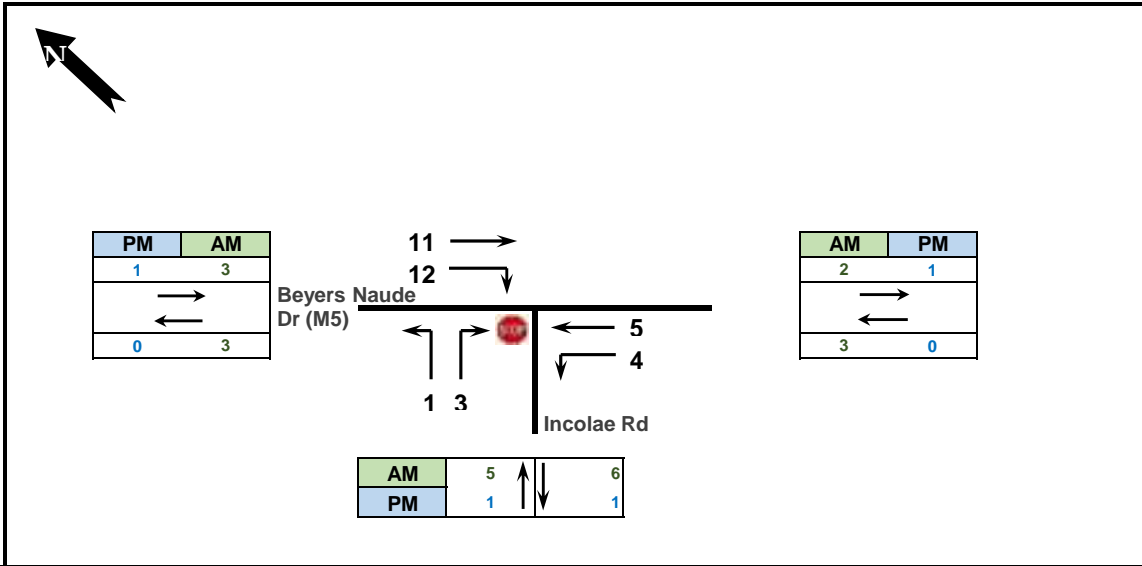 N
PM AM
1 3
0 3
11
12
Beyers Naude
Dr (M5)
AM PM
2 1
3 0
STOP
5
4
1 3
Incolae Rd
AM 5 6
PM 1 1